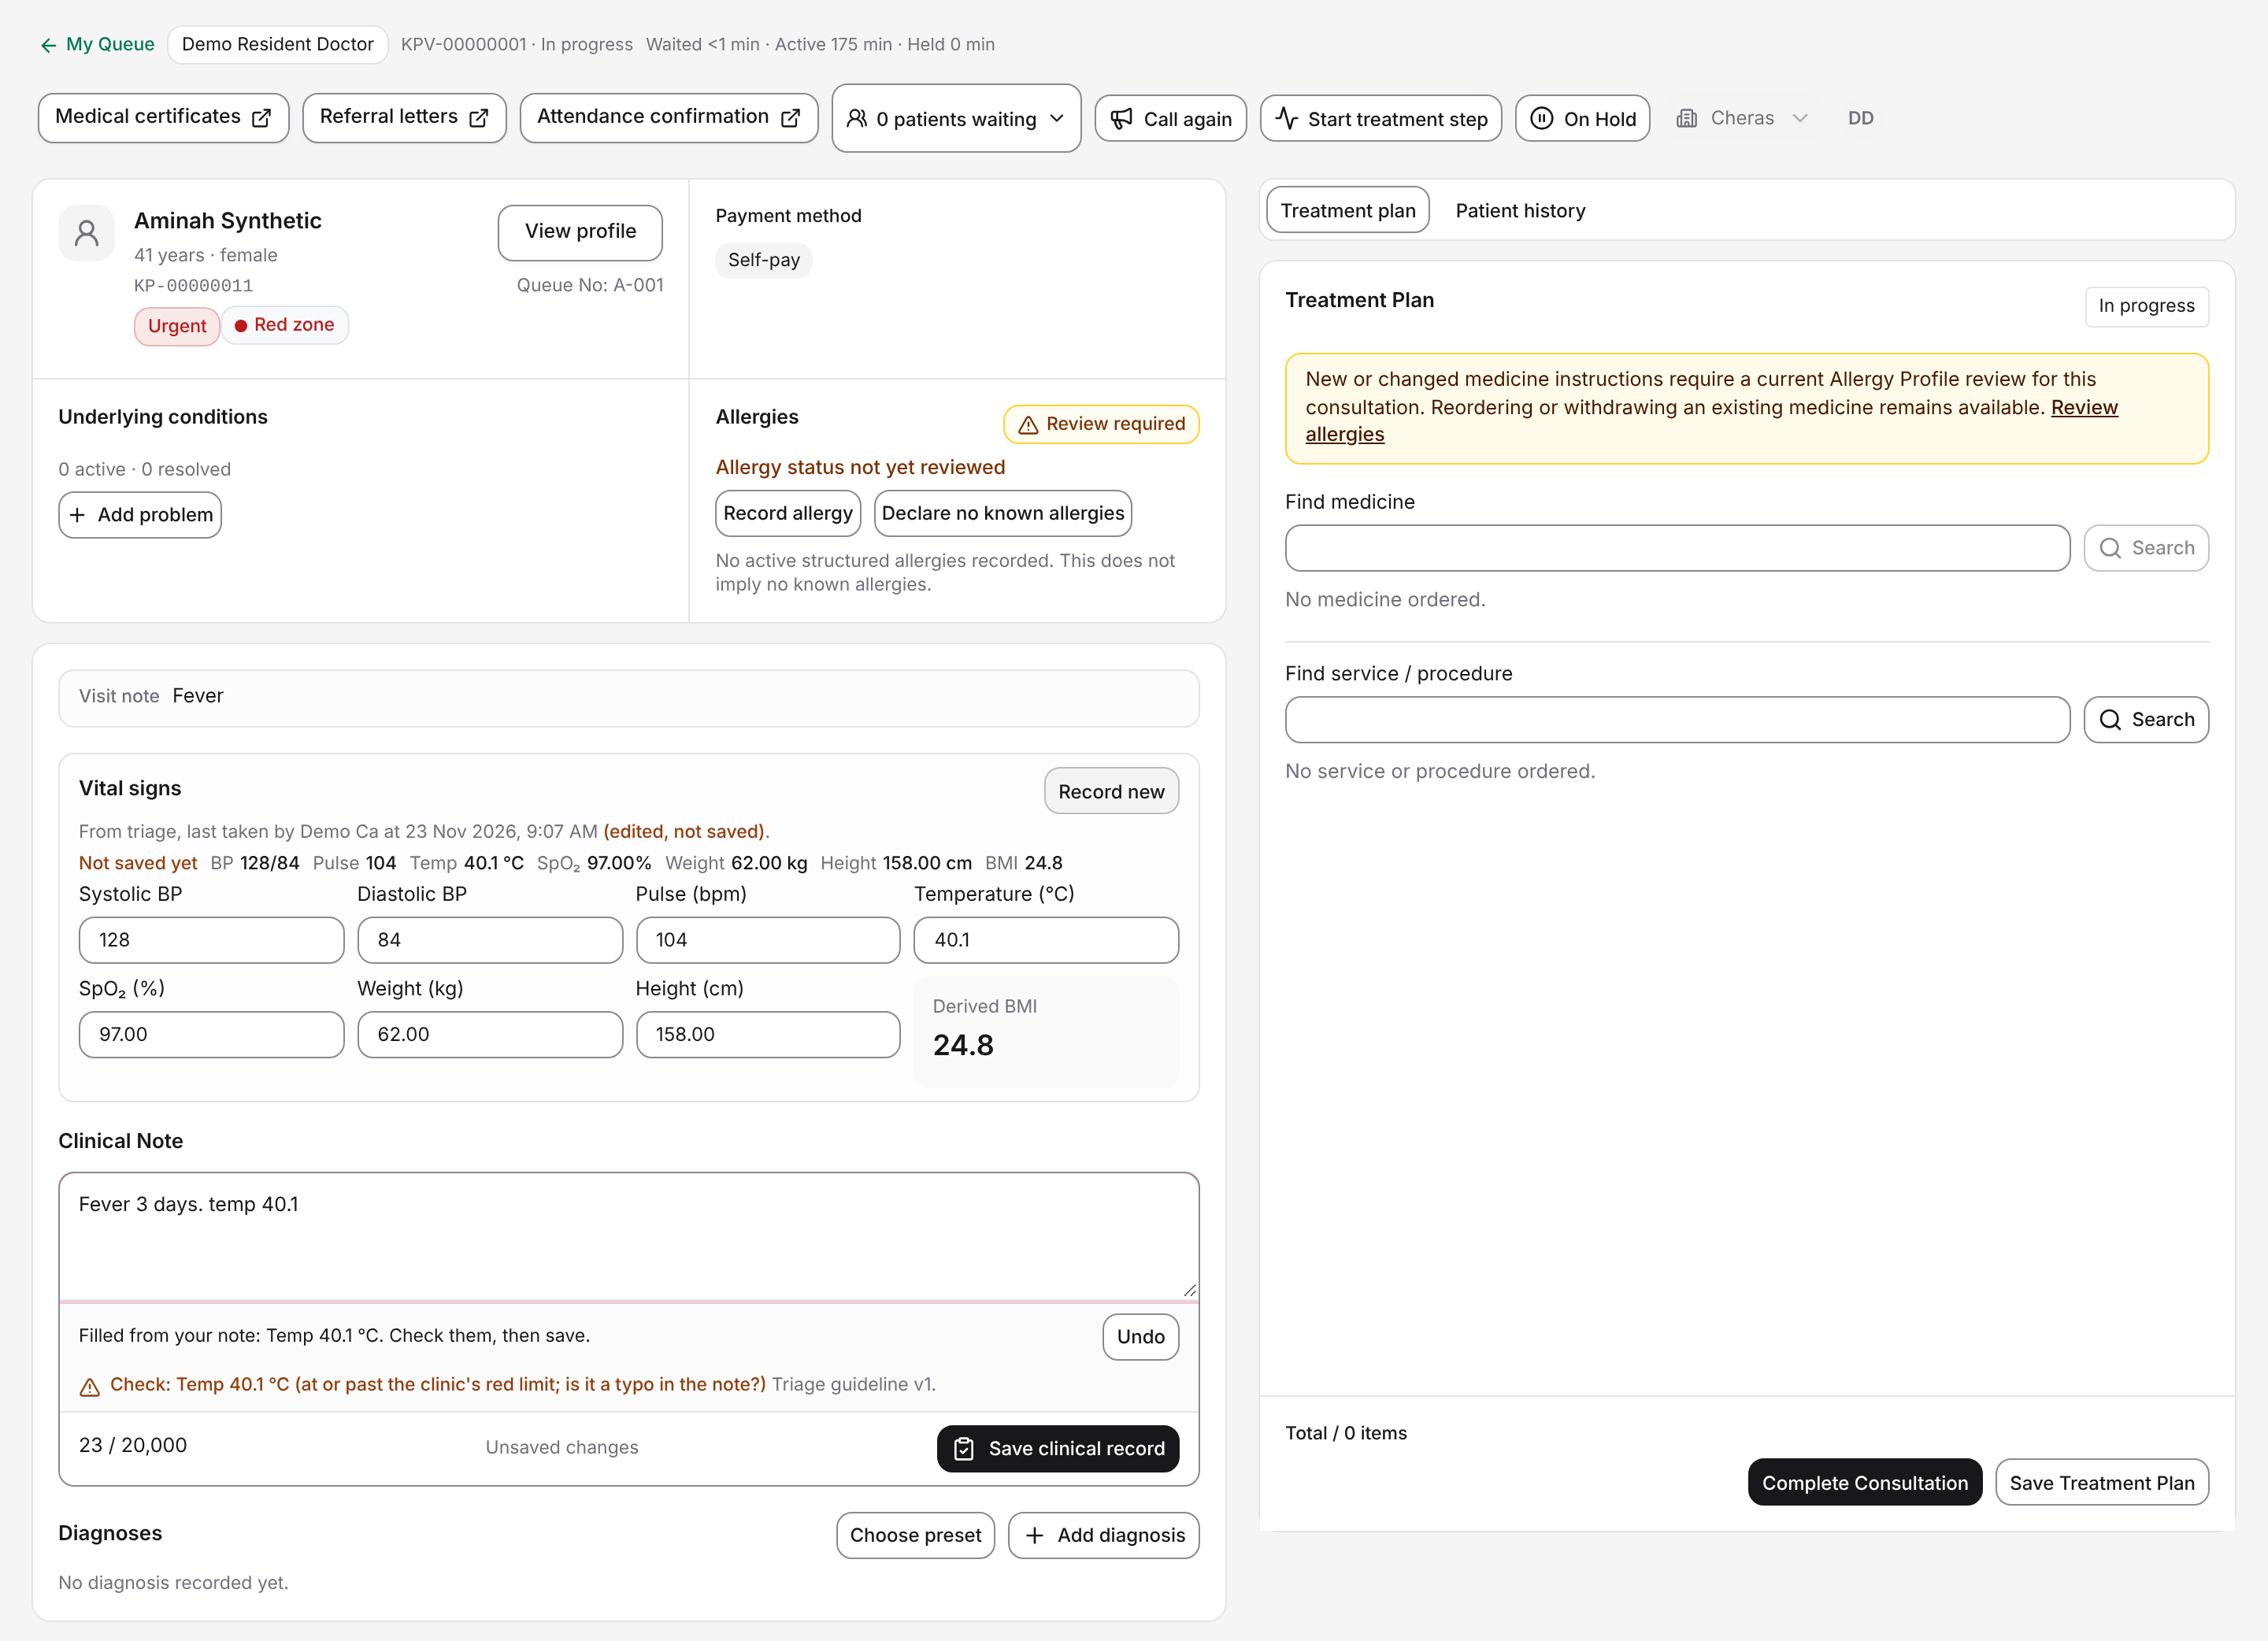 My Queue
Demo Resident Doctor
KPV-00000001 · In progress Waited <1 min · Active 175 min · Held 0 min
Medical certificates
Referral letters
Attendance confirmation
0 patients waiting
Call again
Start treatment step
On Hold
Cheras
DD
Aminah Synthetic
41 years · female
KP-00000011
Urgent
Red zone
View profile
Queue No: A-001
Payment method
Self-pay
Underlying conditions
0 active · 0 resolved
+ Add problem
Allergies
Review required
Allergy status not yet reviewed
Record allergy
Declare no known allergies
No active structured allergies recorded. This does not
imply no known allergies.
Visit note Fever
Vital signs
Record new
From triage, last taken by Demo Ca at 23 Nov 2026, 9:07 AM (edited, not saved).
Not saved yet BP 128/84 Pulse 104 Temp 40.1 °C SpO₂ 97.00% Weight 62.00 kg Height 158.00 cm BMI 24.8
Systolic BP
Diastolic BP
Pulse (bpm)
Temperature (°C)
128
84
104
40.1
SpO₂ (%)
Weight (kg)
Height (cm)
Derived BMI
97.00
62.00
158.00
24.8
Clinical Note
Fever 3 days. temp 40.1
Filled from your note: Temp 40.1 °C. Check them, then save.
Undo
Check: Temp 40.1 °C (at or past the clinic's red limit; is it a typo in the note?) Triage guideline v1.
23 / 20,000
Unsaved changes
Save clinical record
Diagnoses
Choose preset
+ Add diagnosis
No diagnosis recorded yet.
Treatment plan
Patient history
Treatment Plan
In progress
New or changed medicine instructions require a current Allergy Profile review for this
consultation. Reordering or withdrawing an existing medicine remains available. Review
allergies
Find medicine
Search
No medicine ordered.
Find service / procedure
Search
No service or procedure ordered.
Total / 0 items
Complete Consultation
Save Treatment Plan